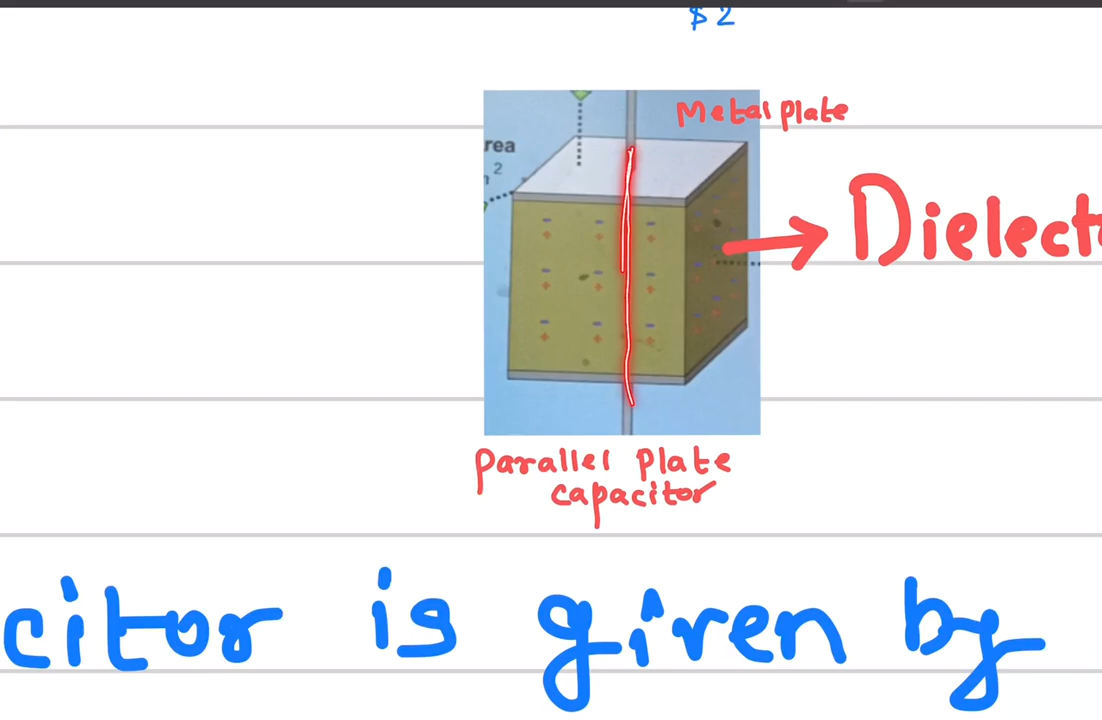 $2
Metal plate
rea
2
Dielect
parallel plate
capacitor
citor is given by